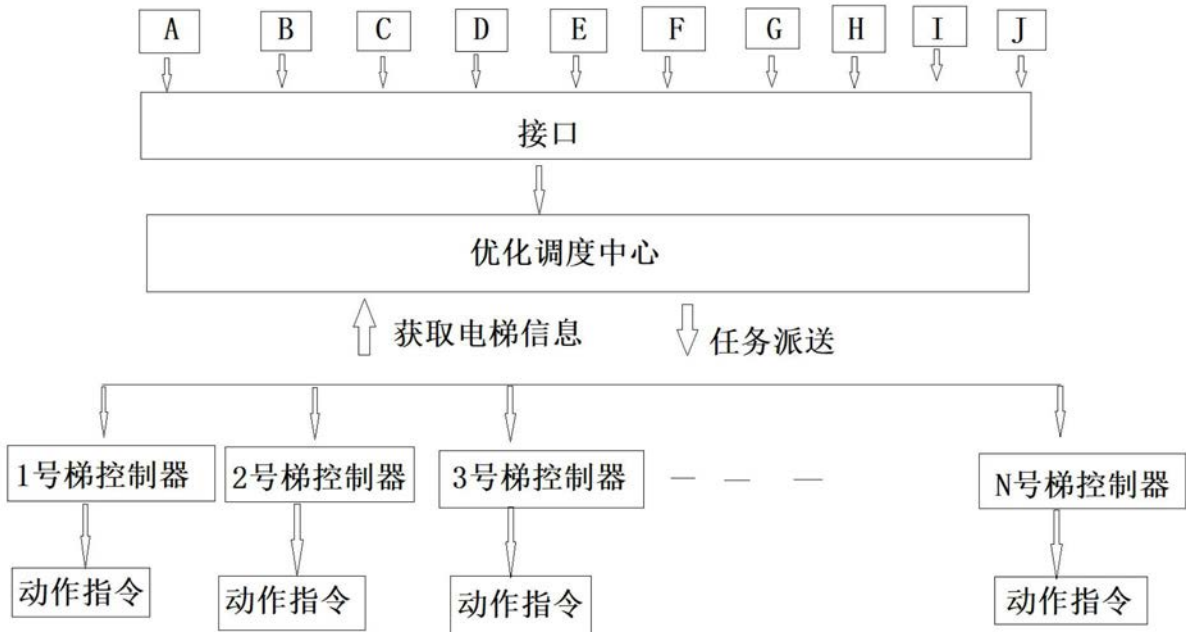 A B C D E F G H I J
接口
优化调度中心
获取电梯信息 任务派送
1号梯控制器 2号梯控制器 3号梯控制器 N号梯控制器
动作指令 动作指令 动作指令 动作指令